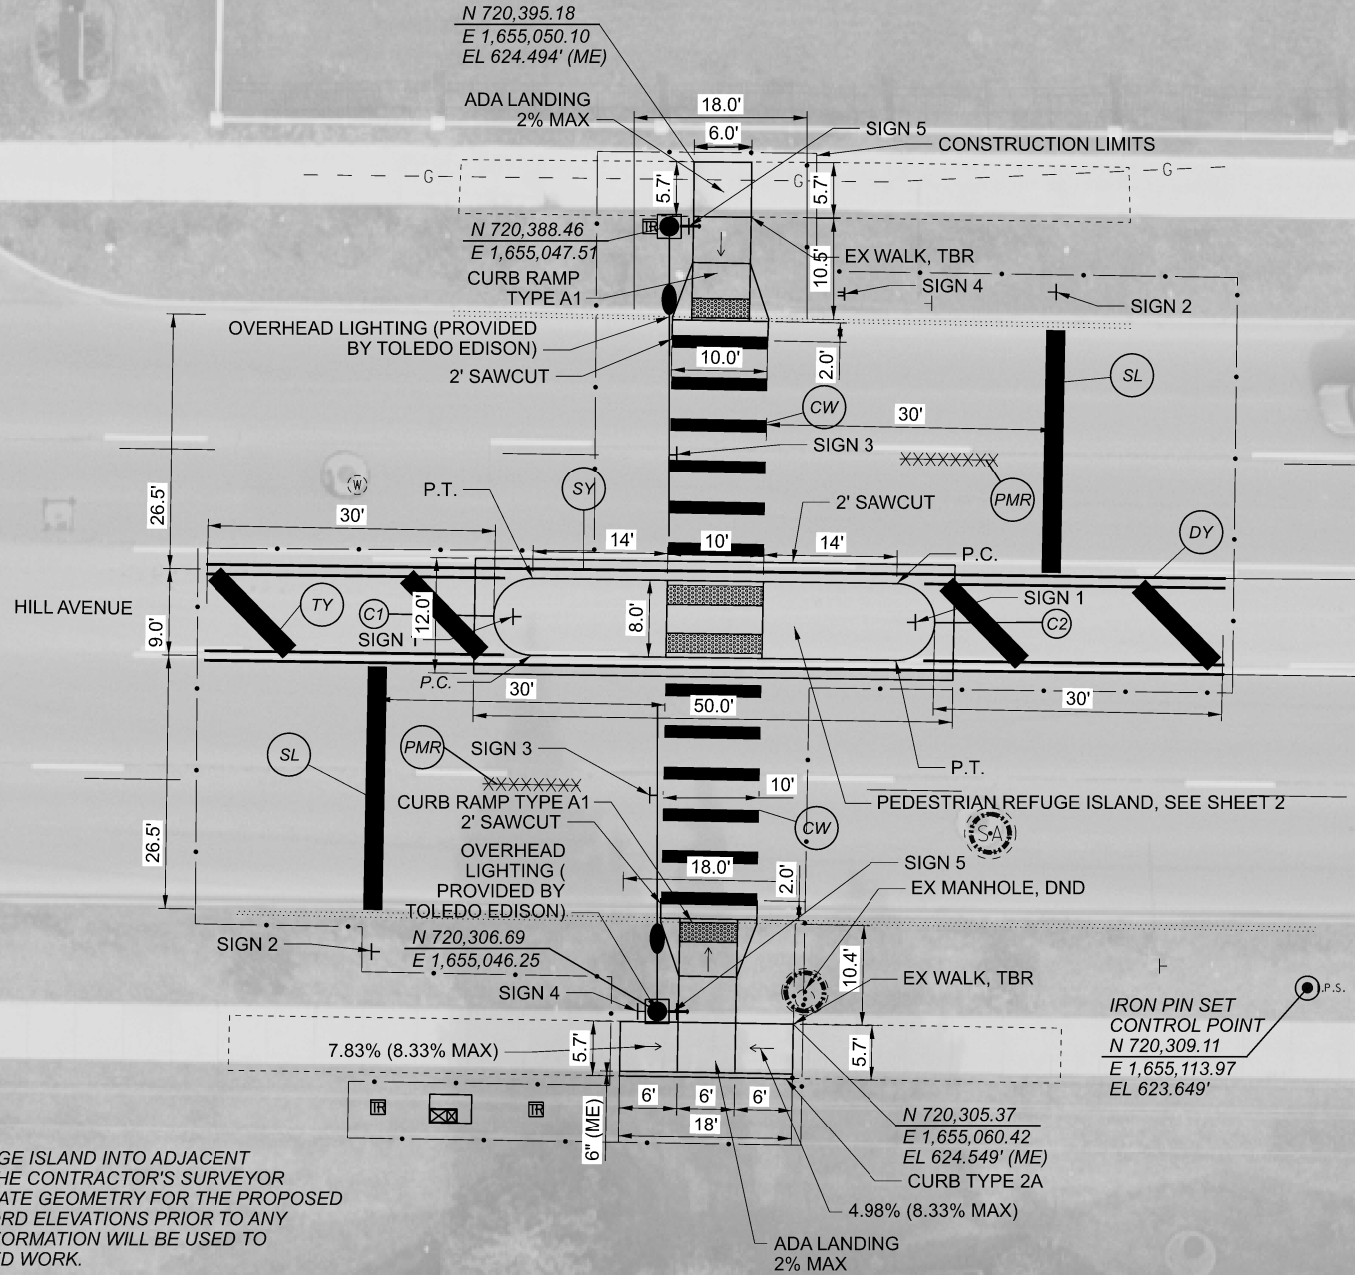 N 720,395.18
E 1,655,050.10
EL 624.494' (ME)
ADA LANDING
2% MAX
18.0'
6.0'
SIGN 5
CONSTRUCTION LIMITS
G
G
G
5.7'
5.7'
TR
N 720,388.46
E 1,655,047.51
EX WALK, TBR
10.5'
CURB RAMP
TYPE A1
SIGN 4
SIGN 2
OVERHEAD LIGHTING (PROVIDED
BY TOLEDO EDISON)
2' SAWCUT
10.0'
2.0'
SL
CW
30'
SIGN 3
26.5'
W
P.T.
SY
PMR
2' SAWCUT
30'
14'
10'
14'
P.C.
DY
HILL AVENUE
9.0'
TY
C1
12.0'
SIGN 1
8.0'
SIGN 1
C2
P.C.
30'
50.0'
30'
SL
PMR
SIGN 3
P.T.
10'
CURB RAMP TYPE A1
2' SAWCUT
PEDESTRIAN REFUGE ISLAND, SEE SHEET 2
CW
SA
26.5'
OVERHEAD
LIGHTING (
PROVIDED BY
TOLEDO EDISON)
18.0'
2.0'
SIGN 5
EX MANHOLE, DND
SIGN 2
N 720,306.69
E 1,655,046.25
10.4'
EX WALK, TBR
SIGN 4
I.P.S.
IRON PIN SET
CONTROL POINT
N 720,309.11
E 1,655,113.97
EL 623.649'
7.83% (8.33% MAX)
5.7'
5.7'
TR
TR
6'
6'
6'
18'
6" (ME)
N 720,305.37
E 1,655,060.42
EL 624.549' (ME)
CURB TYPE 2A
4.98% (8.33% MAX)
ADA LANDING
2% MAX
GE ISLAND INTO ADJACENT
HE CONTRACTOR'S SURVEYOR
ATE GEOMETRY FOR THE PROPOSED
RD ELEVATIONS PRIOR TO ANY
ORMATION WILL BE USED TO
D WORK.